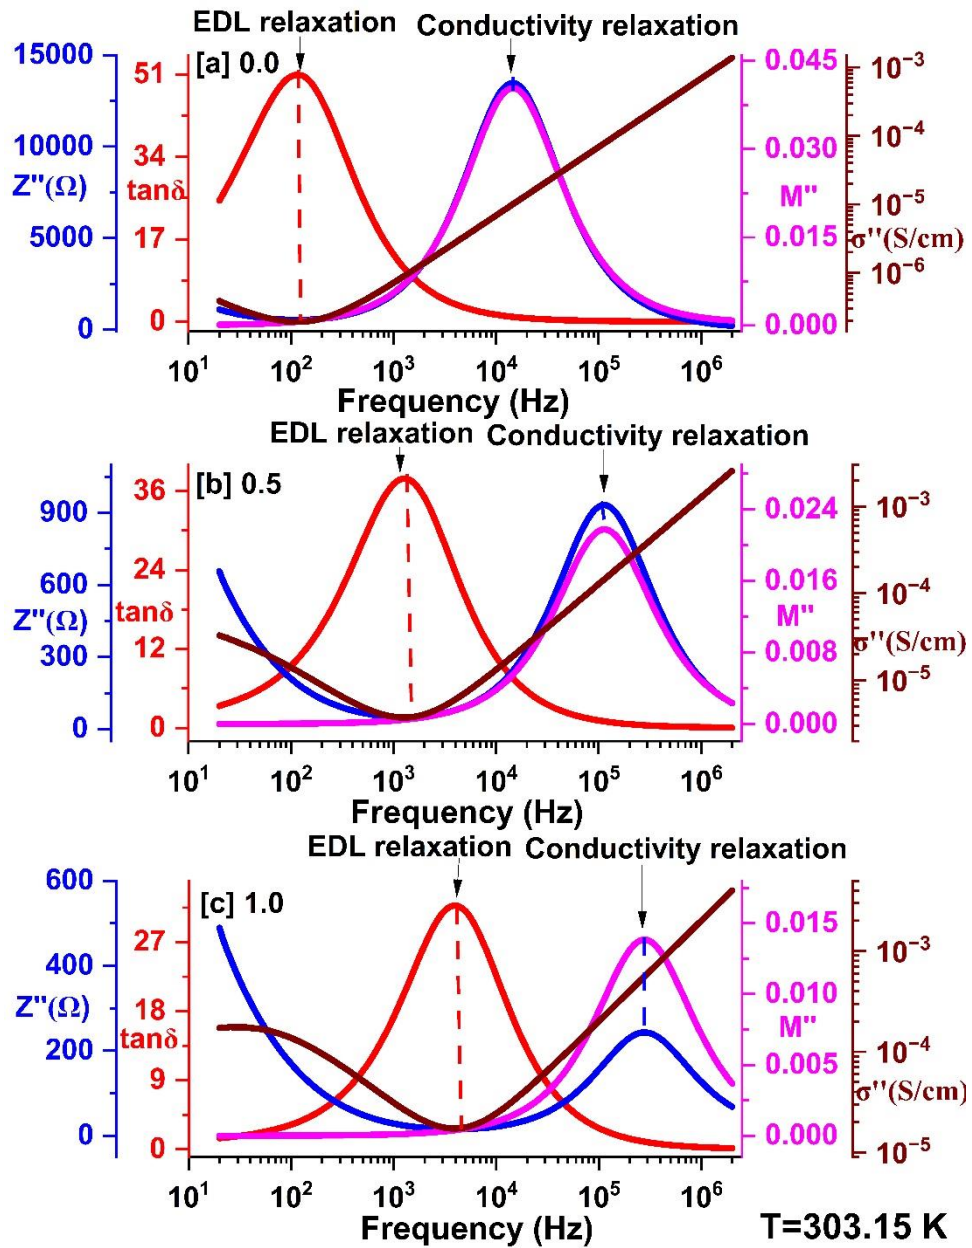 EDL relaxation Conductivity relaxation
[a] 0.0
15000
10000
5000
0
Z"(Ω)
51
34
17
0
tanδ
0.045
0.030
0.015
0.000
M"
10⁻³
10⁻⁴
10⁻⁵
10⁻⁶
σ"(S/cm)
10¹ 10² 10³ 10⁴ 10⁵ 10⁶
Frequency (Hz)
EDL relaxation Conductivity relaxation
[b] 0.5
900
600
300
0
Z"(Ω)
36
24
12
0
tanδ
0.024
0.016
0.008
0.000
M"
10⁻³
10⁻⁴
10⁻⁵
σ"(S/cm)
10¹ 10² 10³ 10⁴ 10⁵ 10⁶
Frequency (Hz)
EDL relaxation Conductivity relaxation
[c] 1.0
600
400
200
0
Z"(Ω)
27
18
9
0
tanδ
0.015
0.010
0.005
0.000
M"
10⁻³
10⁻⁴
10⁻⁵
σ"(S/cm)
10¹ 10² 10³ 10⁴ 10⁵ 10⁶
Frequency (Hz)
T=303.15 K